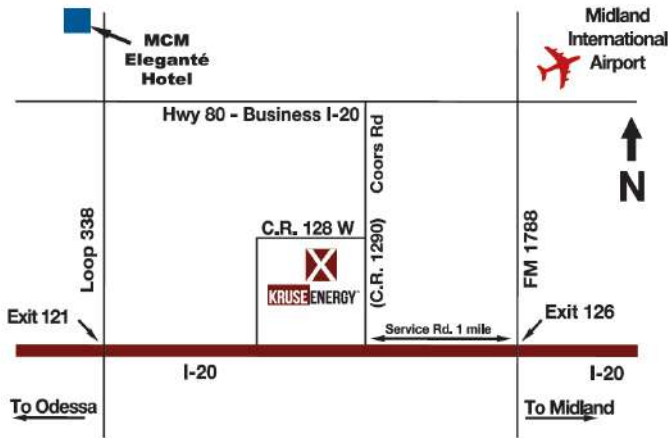 MCM
Eleganté
Hotel
Midland
International
Airport
Hwy 80 - Business I-20
Coors Rd
(C.R. 1290)
N
Loop 338
C.R. 128 W
FM 1788
KRUSE ENERGY™
Exit 121
Service Rd. 1 mile
Exit 126
I-20
I-20
To Odessa
To Midland